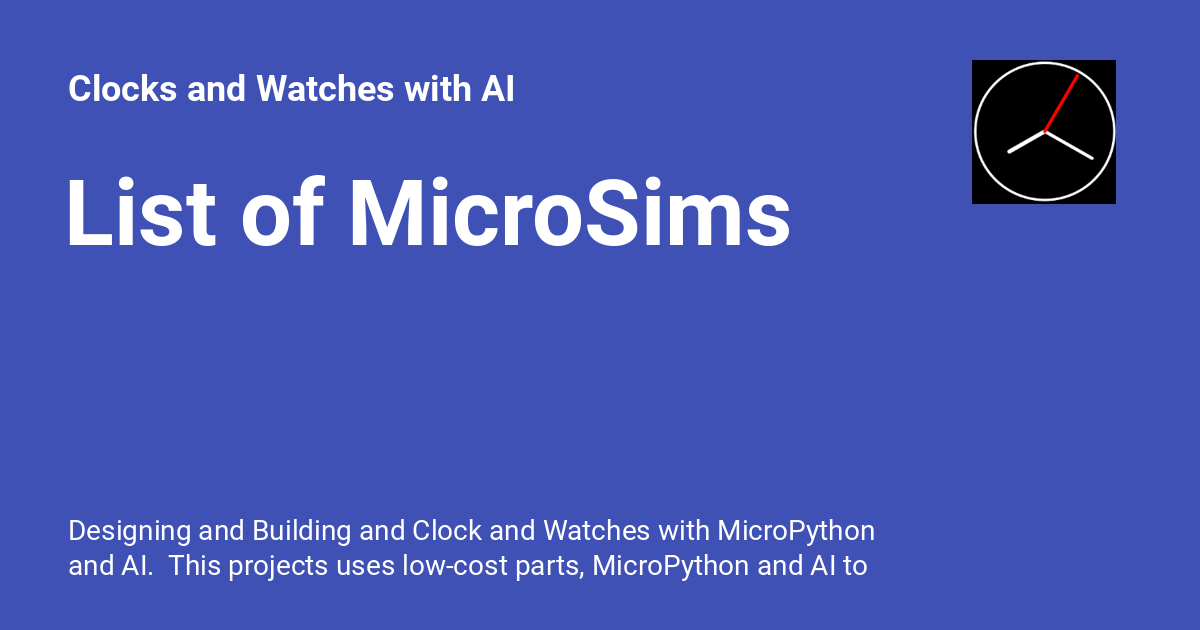 Clocks and Watches with AI
List of MicroSims
Designing and Building and Clock and Watches with MicroPython
and AI.  This projects uses low-cost parts, MicroPython and AI to